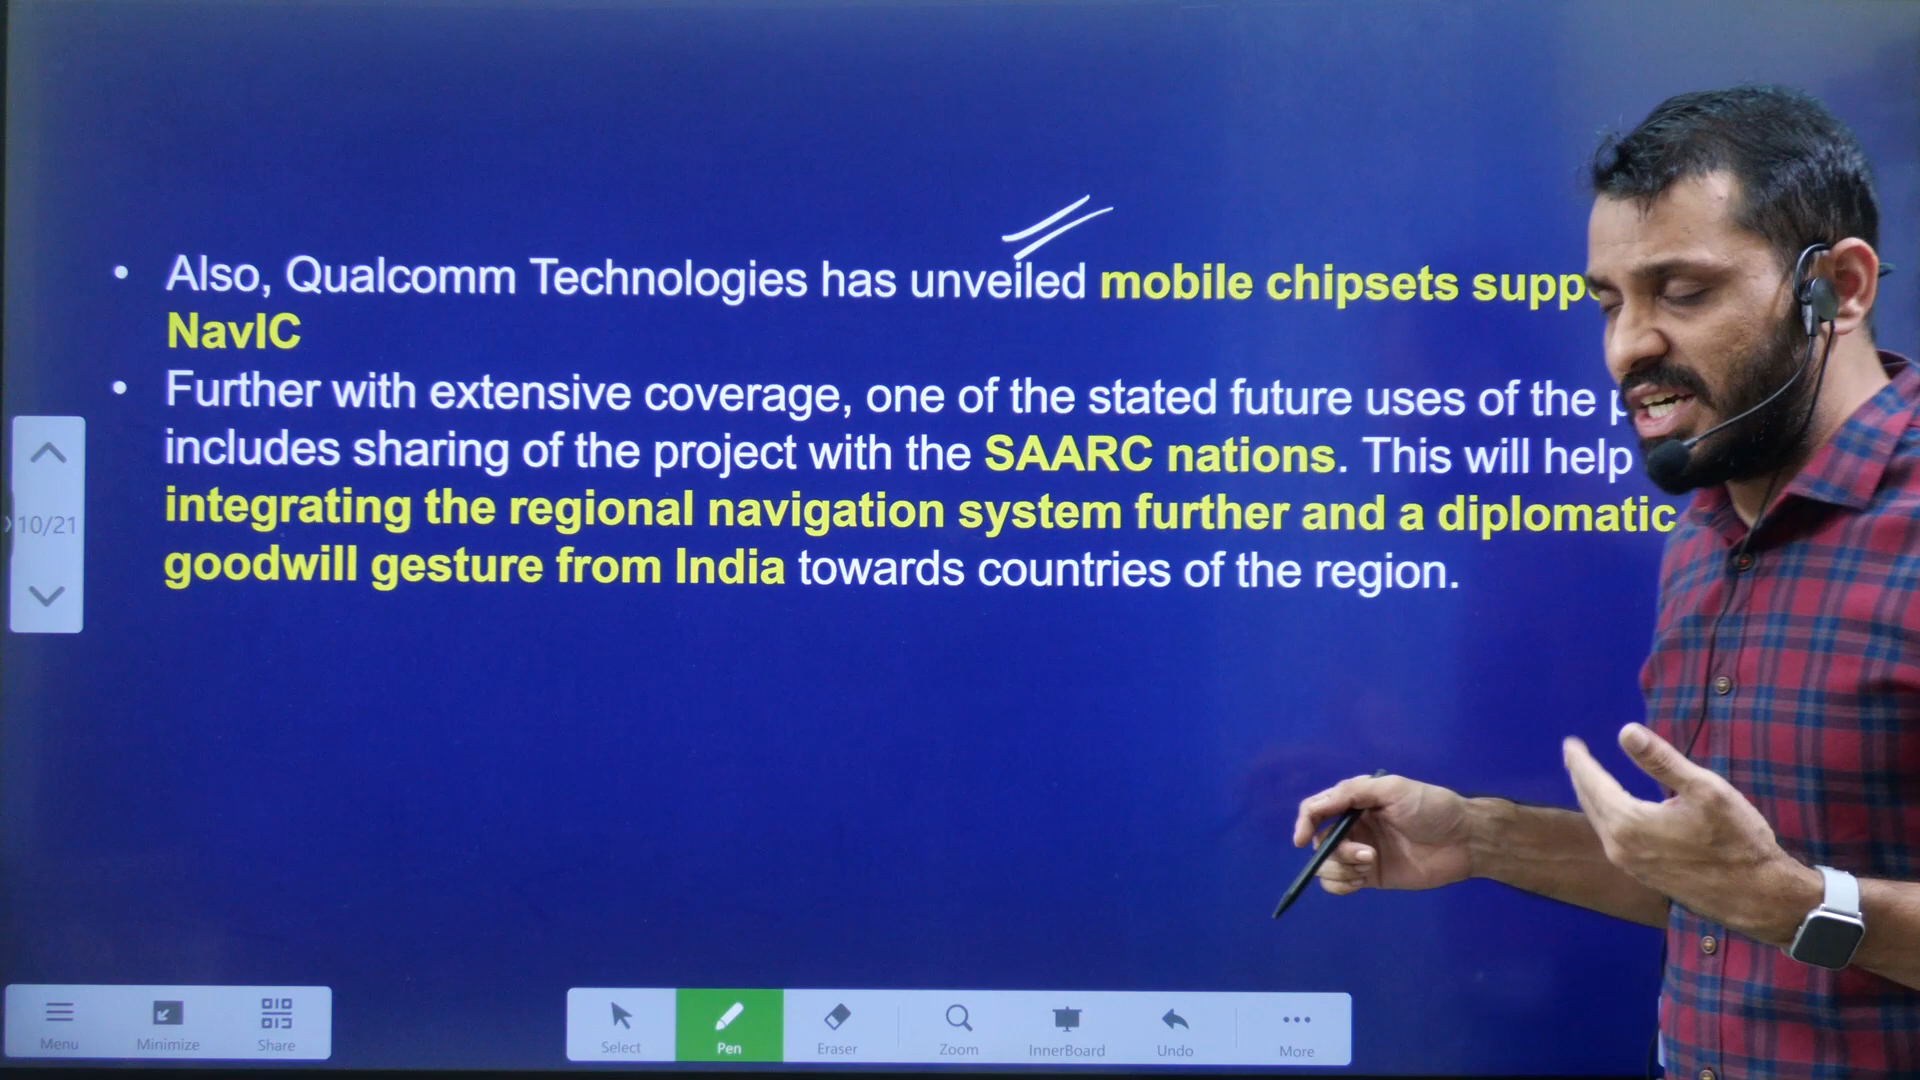 • Also, Qualcomm Technologies has unveiled mobile chipsets
NavIC
• Further with extensive coverage, one of the stated future uses of the
includes sharing of the project with the SAARC nations. This will help
integrating the regional navigation system further and a diplomatic
goodwill gesture from India towards countries of the region.
10/21
Menu Minimize Share Select Pen Eraser Zoom InnerBoard Undo More